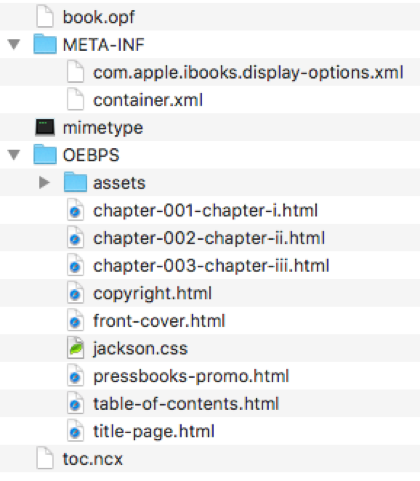 book.opf
META-INF
com.apple.ibooks.display-options.xml
container.xml
mimetype
OEBPS
assets
chapter-001-chapter-i.html
chapter-002-chapter-ii.html
chapter-003-chapter-iii.html
copyright.html
front-cover.html
jackson.css
pressbooks-promo.html
table-of-contents.html
title-page.html
toc.ncx